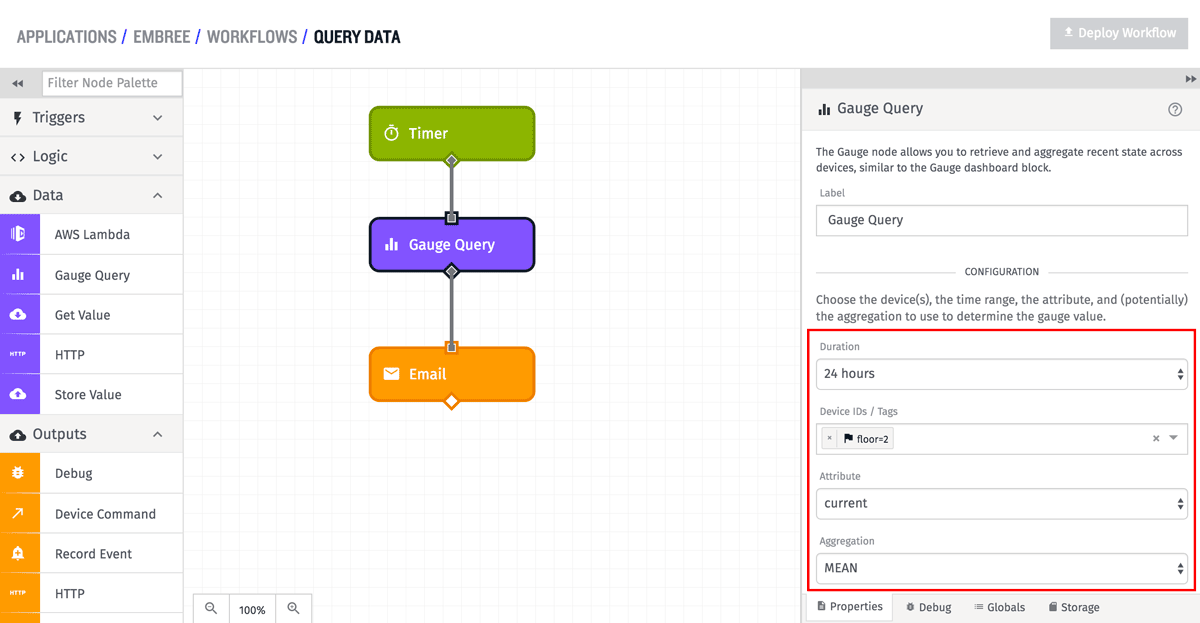 APPLICATIONS / EMBREE / WORKFLOWS / QUERY DATA
Deploy Workflow
Filter Node Palette
Triggers
Logic
Data
AWS Lambda
Gauge Query
Get Value
HTTP HTTP
Store Value
Outputs
Debug
Device Command
Record Event
HTTP HTTP
Timer
Gauge Query
Email
100%
Gauge Query
?
The Gauge node allows you to retrieve and aggregate recent state across
devices, similar to the Gauge dashboard block.
Label
Gauge Query
CONFIGURATION
Choose the device(s), the time range, the attribute, and (potentially)
the aggregation to use to determine the gauge value.
Duration
24 hours
Device IDs / Tags
× floor=2 ×
Attribute
current
Aggregation
MEAN
Properties Debug Globals Storage